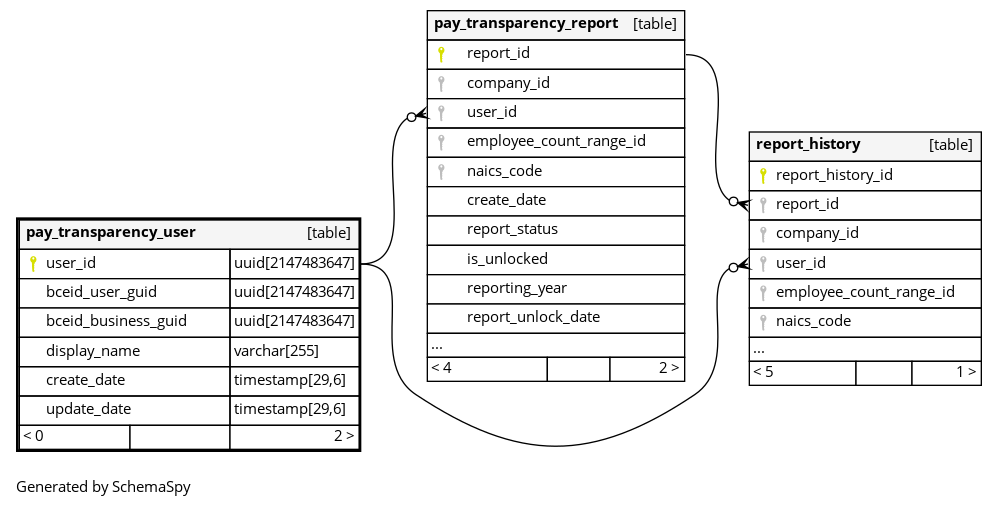 pay_transparency_report [table]
report_id
company_id
user_id
employee_count_range_id
naics_code
create_date
report_status
is_unlocked
reporting_year
report_unlock_date
...
< 4 2 >
report_history [table]
report_history_id
report_id
company_id
user_id
employee_count_range_id
naics_code
...
< 5 1 >
pay_transparency_user [table]
user_id uuid[2147483647]
bceid_user_guid uuid[2147483647]
bceid_business_guid uuid[2147483647]
display_name varchar[255]
create_date timestamp[29,6]
update_date timestamp[29,6]
< 0 2 >
Generated by SchemaSpy